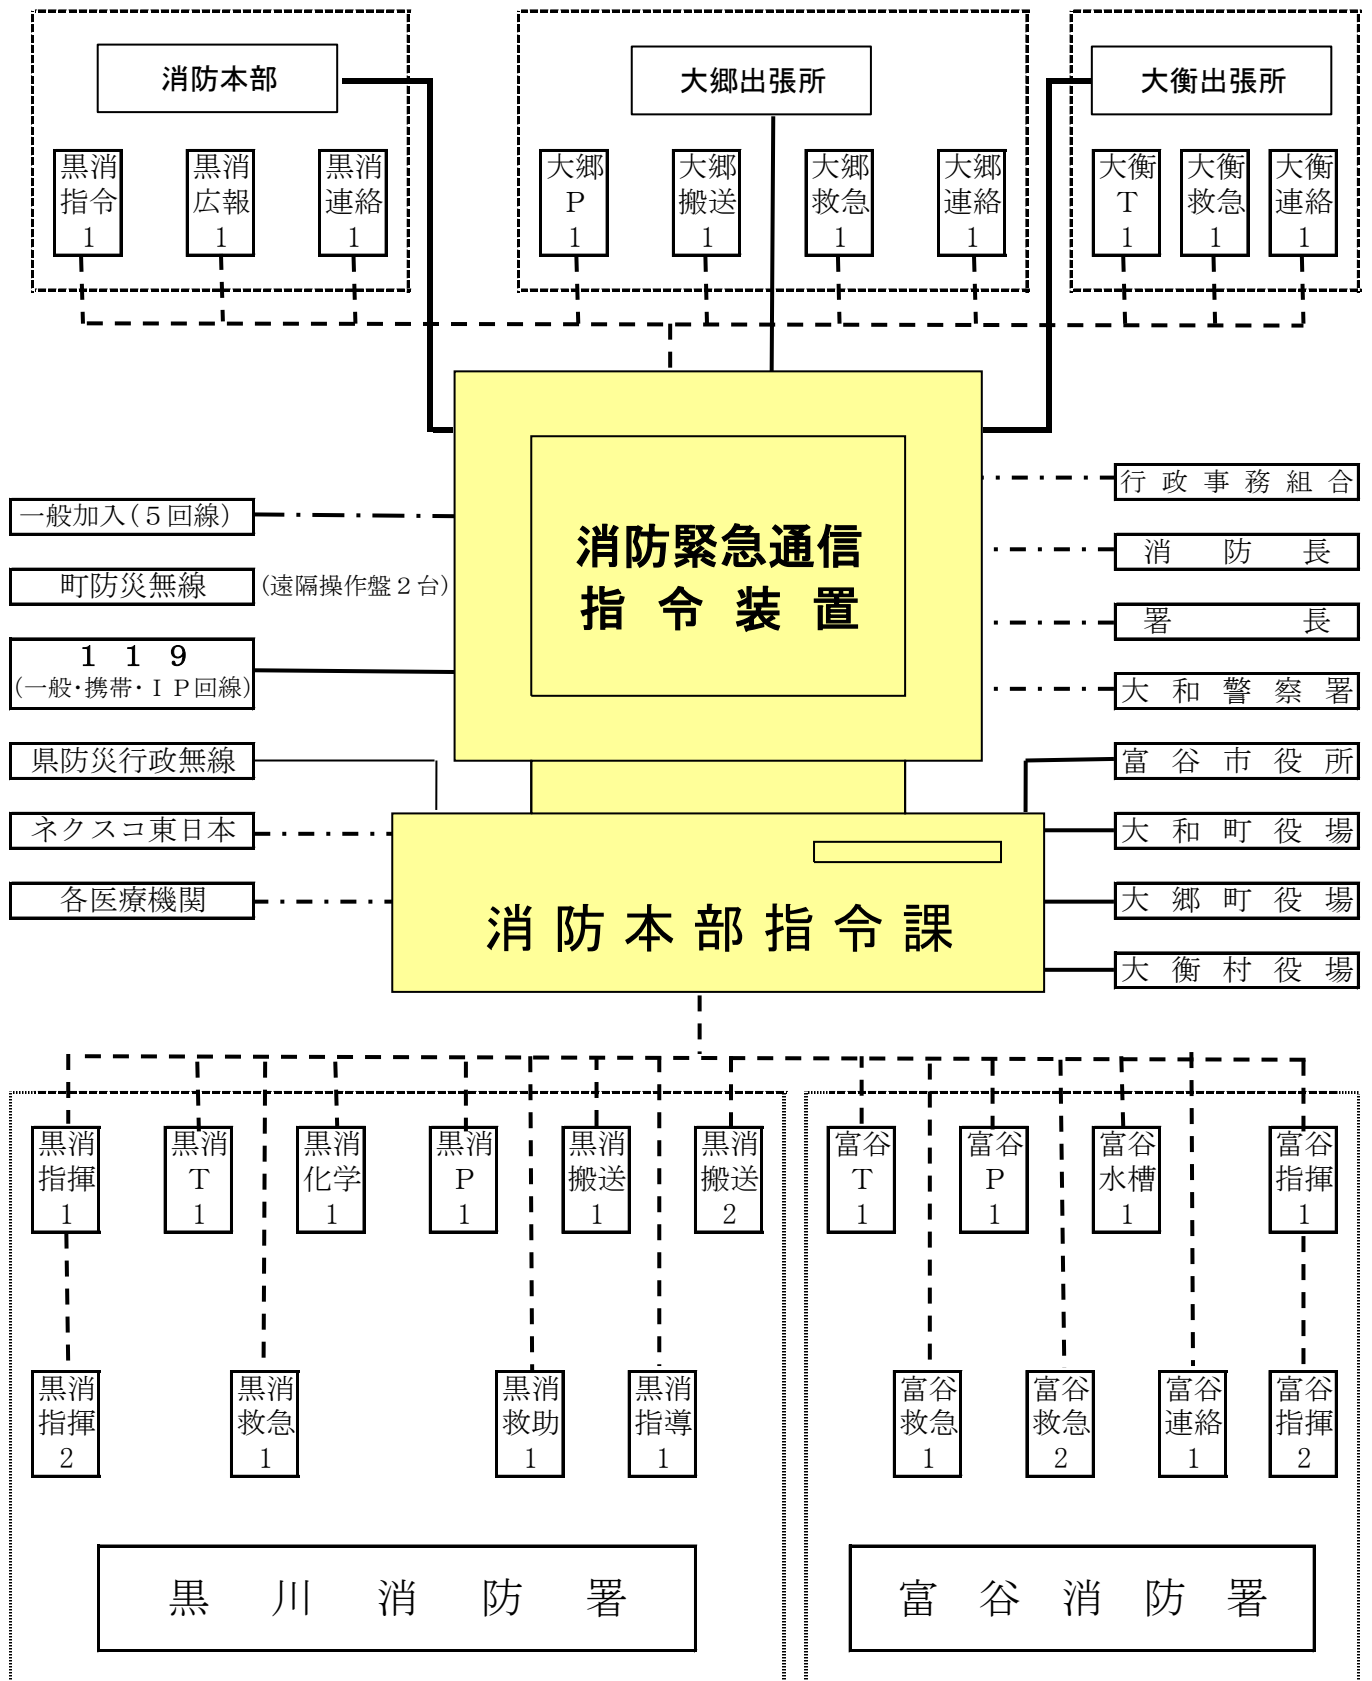 消防本部
大郷出張所
大衡出張所
黒消
指令
1
黒消
広報
1
黒消
連絡
1
大郷
P
1
大郷
搬送
1
大郷
救急
1
大郷
連絡
1
大衡
T
1
大衡
救急
1
大衡
連絡
1
消防緊急通信
指令装置
一般加入(5回線)
町防災無線
(遠隔操作盤2台)
119
(一般・携帯・IP回線)
県防災行政無線
ネクスコ東日本
各医療機関
行政事務組合
消防長
署長
大和警察署
富谷市役所
大和町役場
大郷町役場
大衡村役場
消防本部指令課
黒消
指揮
1
黒消
T
1
黒消
化学
1
黒消
P
1
黒消
搬送
1
黒消
搬送
2
富谷
T
1
富谷
P
1
富谷
水槽
1
富谷
指揮
1
黒消
指揮
2
黒消
救急
1
黒消
救助
1
黒消
指導
1
富谷
救急
1
富谷
救急
2
富谷
連絡
1
富谷
指揮
2
黒川消防署
富谷消防署